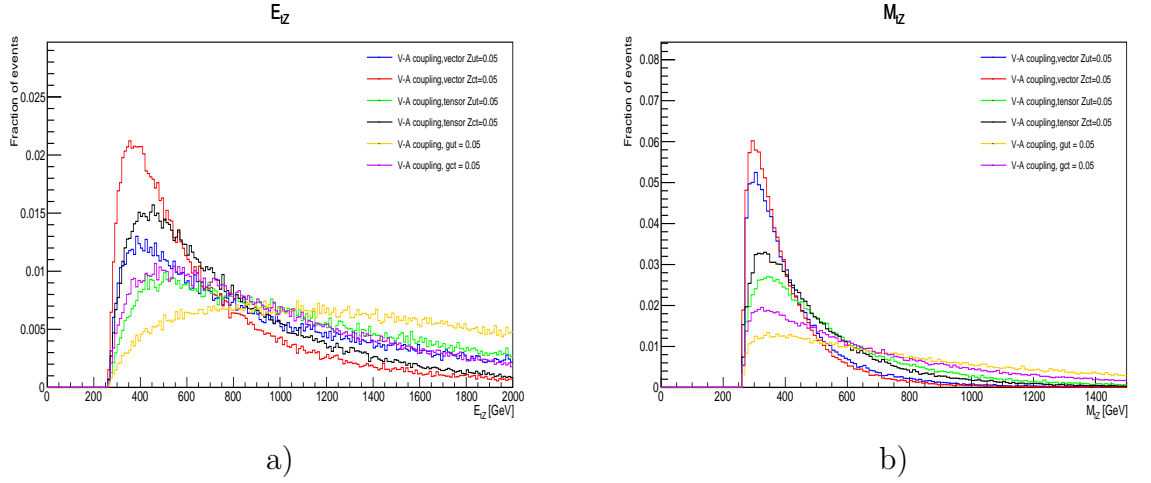 E_tZ
Fraction of events
0.025
0.02
0.015
0.01
0.005
0
0 200 400 600 800 1000 1200 1400 1600 1800 2000
E_tZ [GeV]
V-A coupling,vector Zut=0.05
V-A coupling,vector Zct=0.05
V-A coupling,tensor Zut=0.05
V-A coupling,tensor Zct=0.05
V-A coupling, gut = 0.05
V-A coupling, gct = 0.05
a)
M_tZ
Fraction of events
0.08
0.07
0.06
0.05
0.04
0.03
0.02
0.01
0
0 200 400 600 800 1000 1200 1400
M_tZ [GeV]
V-A coupling,vector Zut=0.05
V-A coupling,vector Zct=0.05
V-A coupling,tensor Zut=0.05
V-A coupling,tensor Zct=0.05
V-A coupling, gut = 0.05
V-A coupling, gct = 0.05
b)